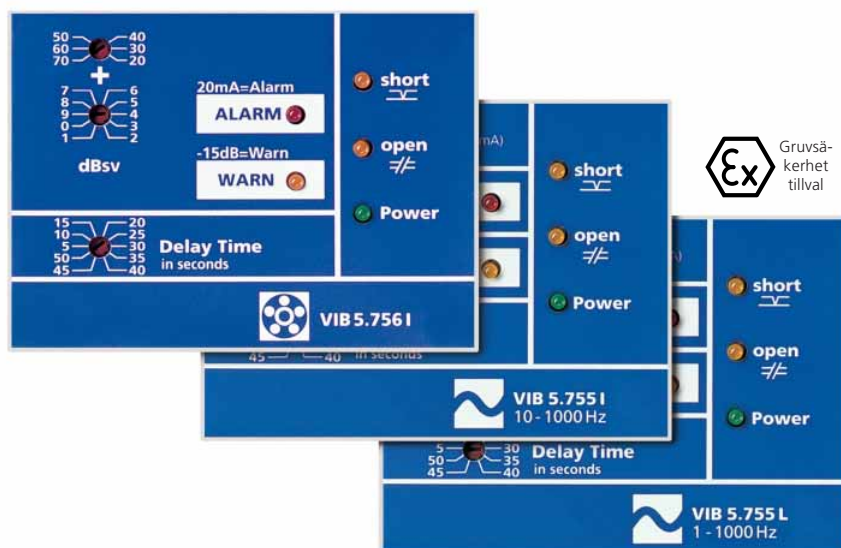 50 40
60 30
70 20
+
7 6
8 5
9 4
0 3
1 2
dBsv
20mA=Alarm
ALARM
-15dB=Warn
WARN
short
open
Power
15 20
10 25
5 30
50 35
45 40
Delay Time
in seconds
VIB 5.756 I
mA)
short
open
Power
45 40
in seconds
VIB 5.755 I
10 - 1000 Hz
Ex
Gruvsä-
kerhet
tillval
A)
short
open
Power
5 30
50 35
45 40
Delay Time
in seconds
VIB 5.755 L
1 - 1000 Hz